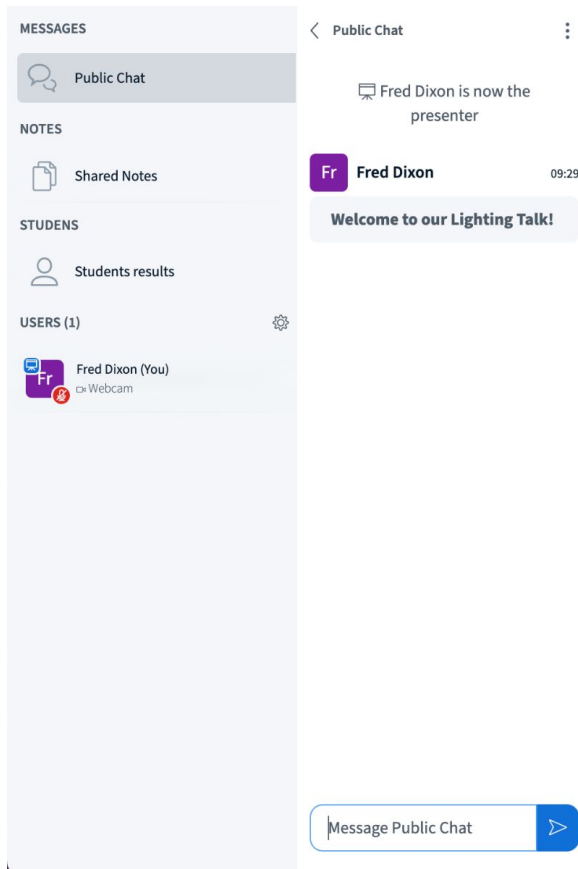 MESSAGES
Public Chat
NOTES
Shared Notes
STUDENS
Students results
USERS (1)
Fr
Fred Dixon (You)
Webcam
Public Chat
Fred Dixon is now the
presenter
Fr
Fred Dixon
09:29
Welcome to our Lighting Talk!
Message Public Chat